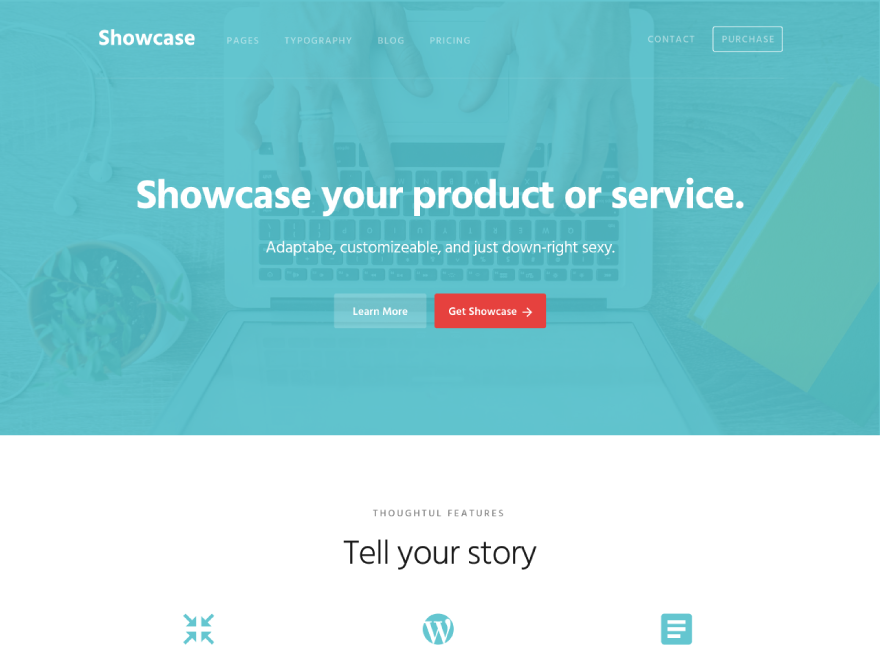 Showcase PAGES TYPOGRAPHY BLOG PRICING CONTACT PURCHASE
Showcase your product or service.
Adaptabe, customizeable, and just down-right sexy.
Learn More Get Showcase →
THOUGHTUL FEATURES
Tell your story